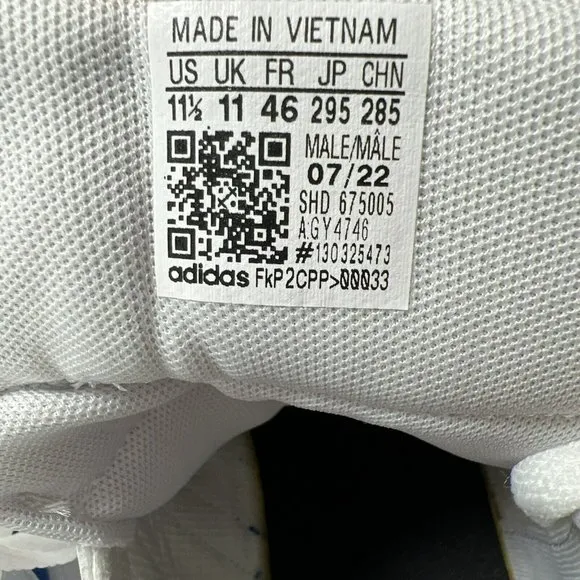 MADE IN VIETNAM
US UK FR JP CHN
11½ 11 46 295 285
MALE/MÂLE
07/22
SHD 675005
A.GY4746
#130325473
adidas FkP2CPP>00033